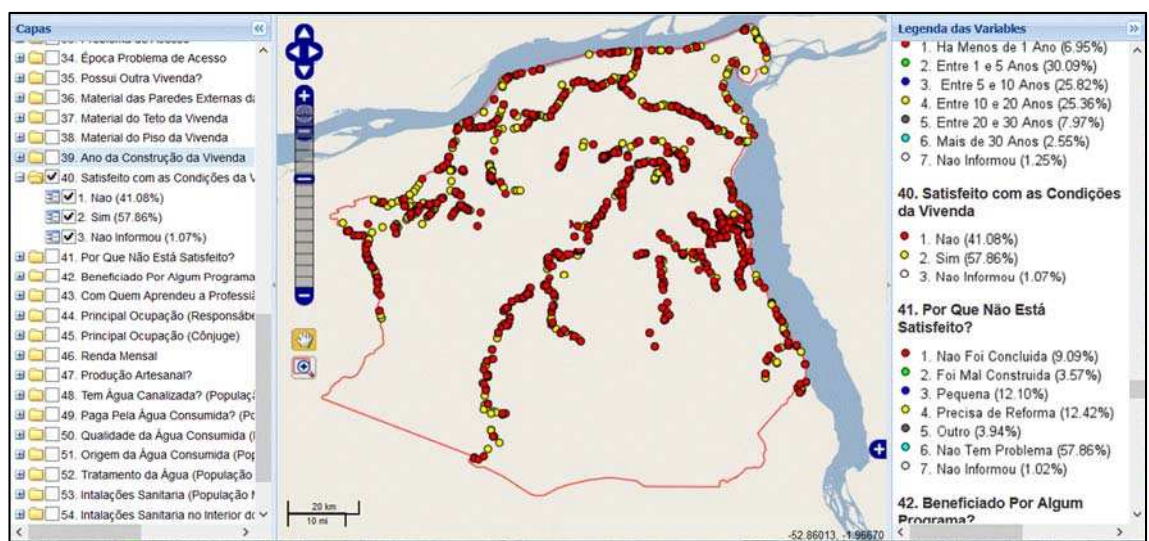 Capas
34. Época Problema de Acesso
35. Possui Outra Vivenda?
36. Material das Paredes Externas da
37. Material do Teto da Vivenda
38. Material do Piso da Vivenda
39. Ano da Construção da Vivenda
40. Satisfeito com as Condições da V
1. Nao (41.08%)
2. Sim (57.86%)
3. Nao Informou (1.07%)
41. Por Que Não Está Satisfeito?
42. Beneficiado Por Algum Programa
43. Com Quem Aprendeu a Profissã
44. Principal Ocupação (Responsábe
45. Principal Ocupação (Cônjuge)
46. Renda Mensal
47. Produção Artesanal?
48. Tem Água Canalizada? (Populaç
49. Paga Pela Água Consumida? (Po
50. Qualidade da Água Consumida (
51. Origem da Água Consumida (Pop
52. Tratamento da Água (População
53. Intalações Sanitaria (População
54. Intalações Sanitaria no Interior do
20 km
10 mi
-52.86013, -1.96670
Legenda das Variables
1. Ha Menos de 1 Ano (6.95%)
2. Entre 1 e 5 Anos (30.09%)
3. Entre 5 e 10 Anos (25.82%)
4. Entre 10 e 20 Anos (25.36%)
5. Entre 20 e 30 Anos (7.97%)
6. Mais de 30 Anos (2.55%)
7. Nao Informou (1.25%)
40. Satisfeito com as Condições
da Vivenda
1. Nao (41.08%)
2. Sim (57.86%)
3. Nao Informou (1.07%)
41. Por Que Não Está
Satisfeito?
1. Nao Foi Concluida (9.09%)
2. Foi Mal Construida (3.57%)
3. Pequena (12.10%)
4. Precisa de Reforma (12.42%)
5. Outro (3.94%)
6. Nao Tem Problema (57.86%)
7. Nao Informou (1.02%)
42. Beneficiado Por Algum
Programa?